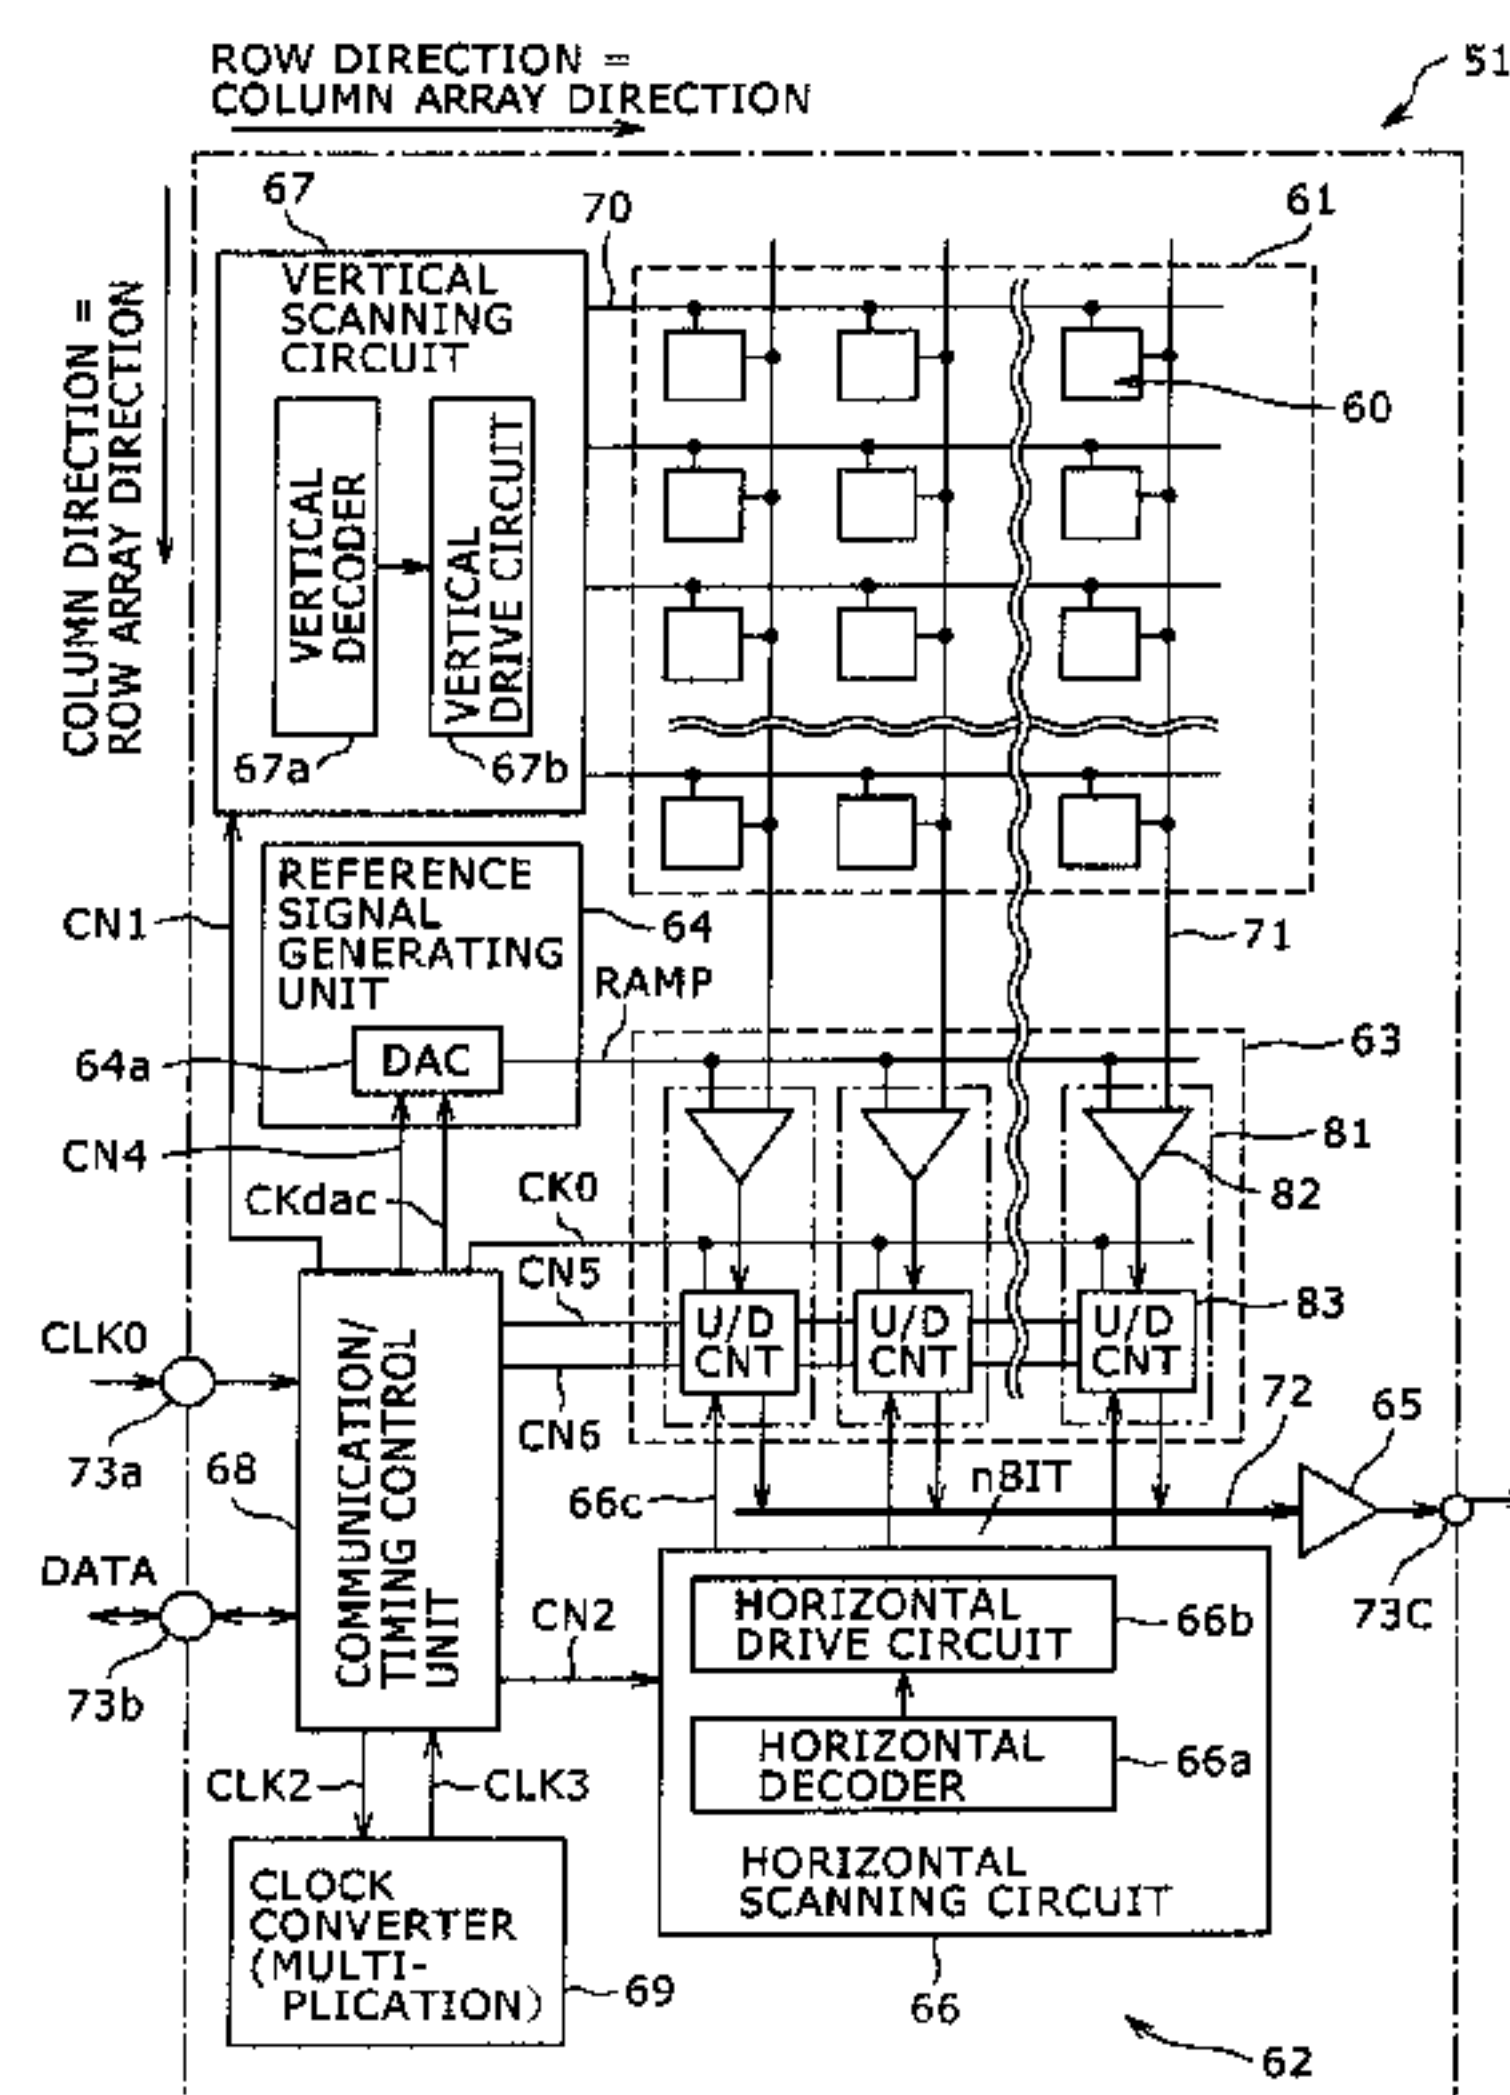 ROW DIRECTION =
COLUMN ARRAY DIRECTION
51
COLUMN DIRECTION =
ROW ARRAY DIRECTION
67
70
61
VERTICAL
SCANNING
CIRCUIT
60
VERTICAL
DECODER
VERTICAL
DRIVE CIRCUIT
67a
67b
REFERENCE
SIGNAL
GENERATING
UNIT
CN1
64
71
RAMP
64a
DAC
63
CN4
81
82
CKdac
CK0
CN5
83
CLK0
U/D
CNT
U/D
CNT
U/D
CNT
COMMUNICATION/
TIMING CONTROL
UNIT
CN6
72
65
73a
68
66c
nBIT
DATA
CN2
HORIZONTAL
DRIVE CIRCUIT
66b
73C
73b
HORIZONTAL
DECODER
66a
CLK2
CLK3
HORIZONTAL
SCANNING CIRCUIT
CLOCK
CONVERTER
(MULTI-
PLICATION)
69
66
62